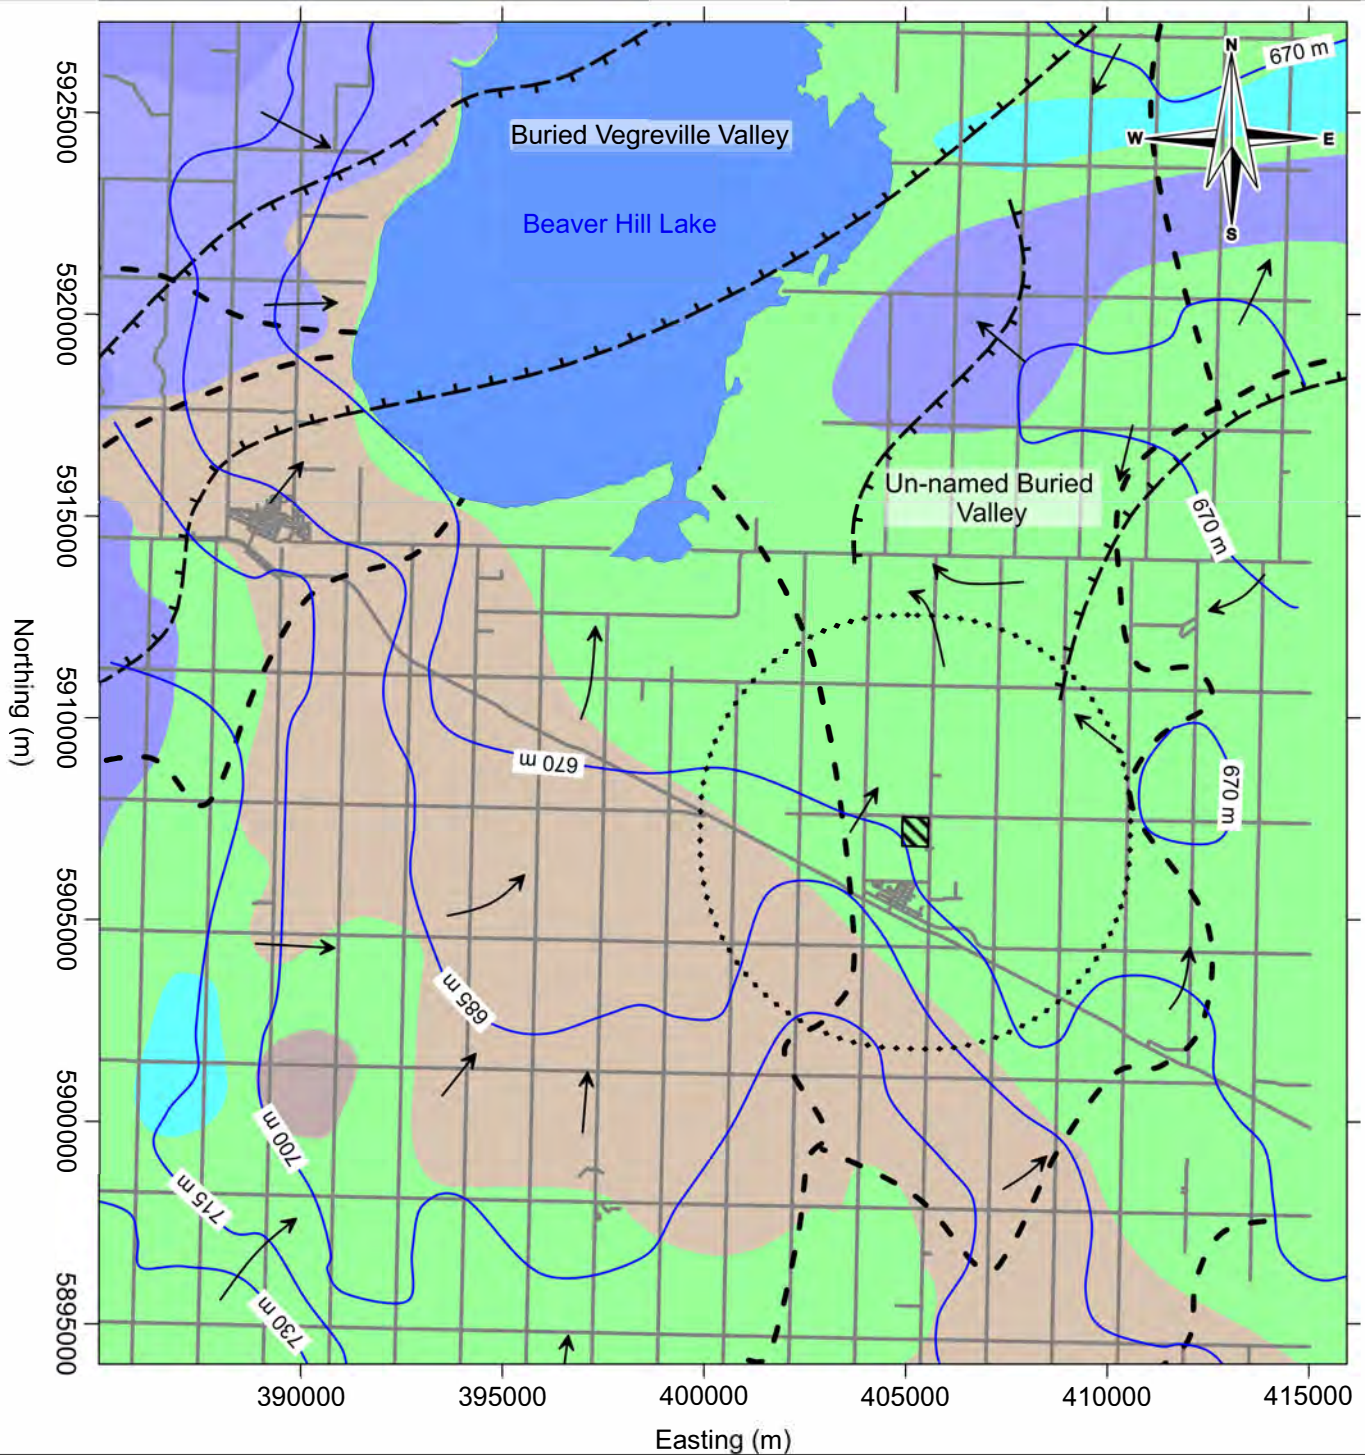 N
670 m
W
E
S
5925000
Buried Vegreville Valley
Beaver Hill Lake
5920000
Un-named Buried
Valley
5915000
670 m
Northing (m)
5910000
670 m
670 m
5905000
685 m
5900000
700 m
715 m
730 m
5895000
390000
395000
400000
405000
410000
415000
Easting (m)